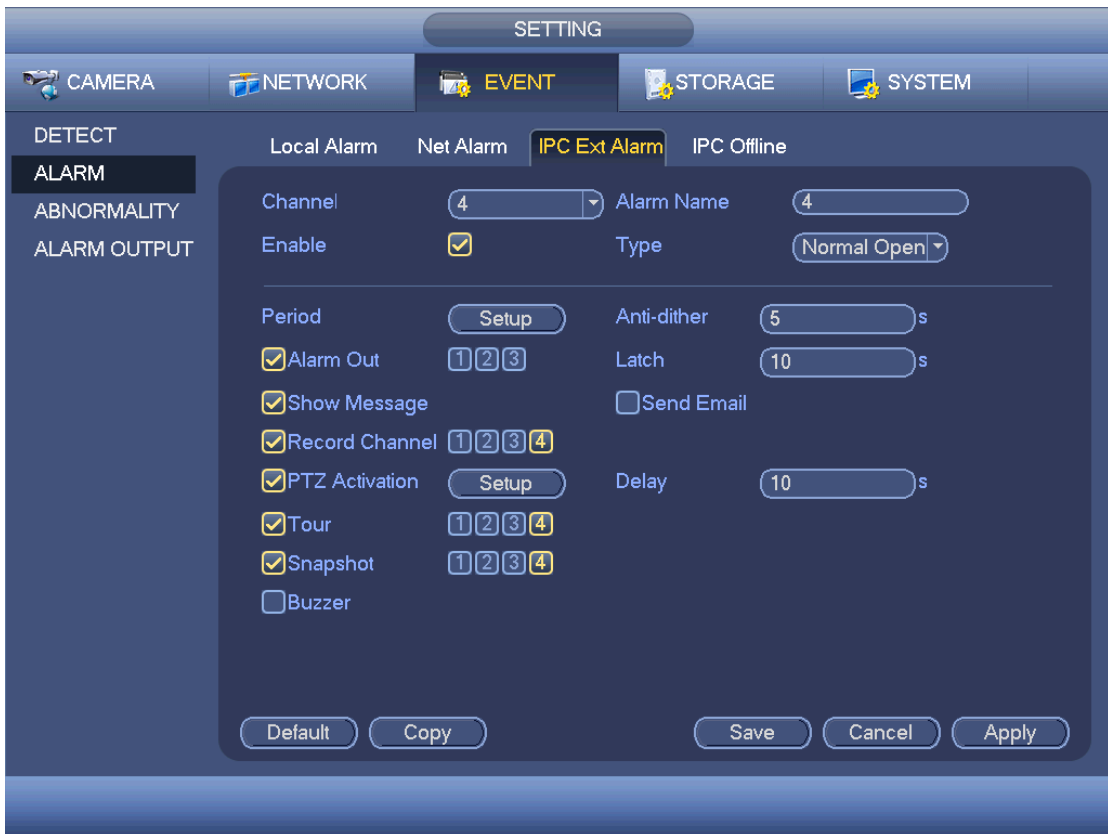 SETTING
CAMERA NETWORK EVENT STORAGE SYSTEM
DETECT
ALARM
ABNORMALITY
ALARM OUTPUT
Local Alarm Net Alarm IPC Ext Alarm IPC Offline
Channel 4 Alarm Name 4
Enable Type Normal Open
Period Setup Anti-dither 5 s
Alarm Out 1 2 3 Latch 10 s
Show Message Send Email
Record Channel 1 2 3 4
PTZ Activation Setup Delay 10 s
Tour 1 2 3 4
Snapshot 1 2 3 4
Buzzer
Default Copy Save Cancel Apply